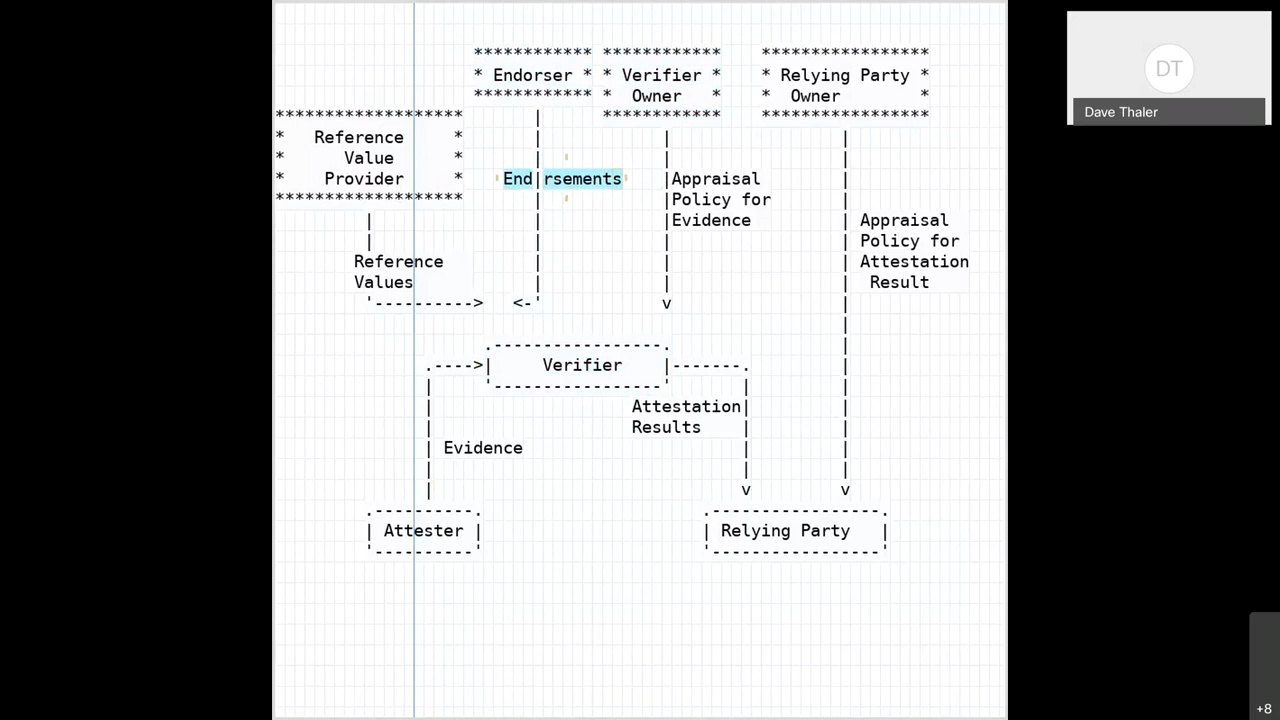 ************ ************ *****************
* Endorser * * Verifier * * Relying Party *
************ * Owner * * Owner *
******************* ************ *****************
* Reference *
* Value *
* Provider *
*******************
End|rsements
Appraisal
Policy for
Evidence
Appraisal
Policy for
Attestation
Result
Reference
Values
'----------> <-' v
.------------------.
.---->| Verifier |-------.
'------------------'
Attestation
Results
Evidence
v v
.----------. .-----------------.
| Attester | | Relying Party |
'----------' '-----------------'
DT
Dave Thaler
+8